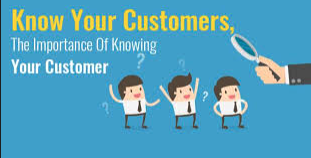 Know Your Customers,
The Importance Of Knowing
Your Customer
? ? ?